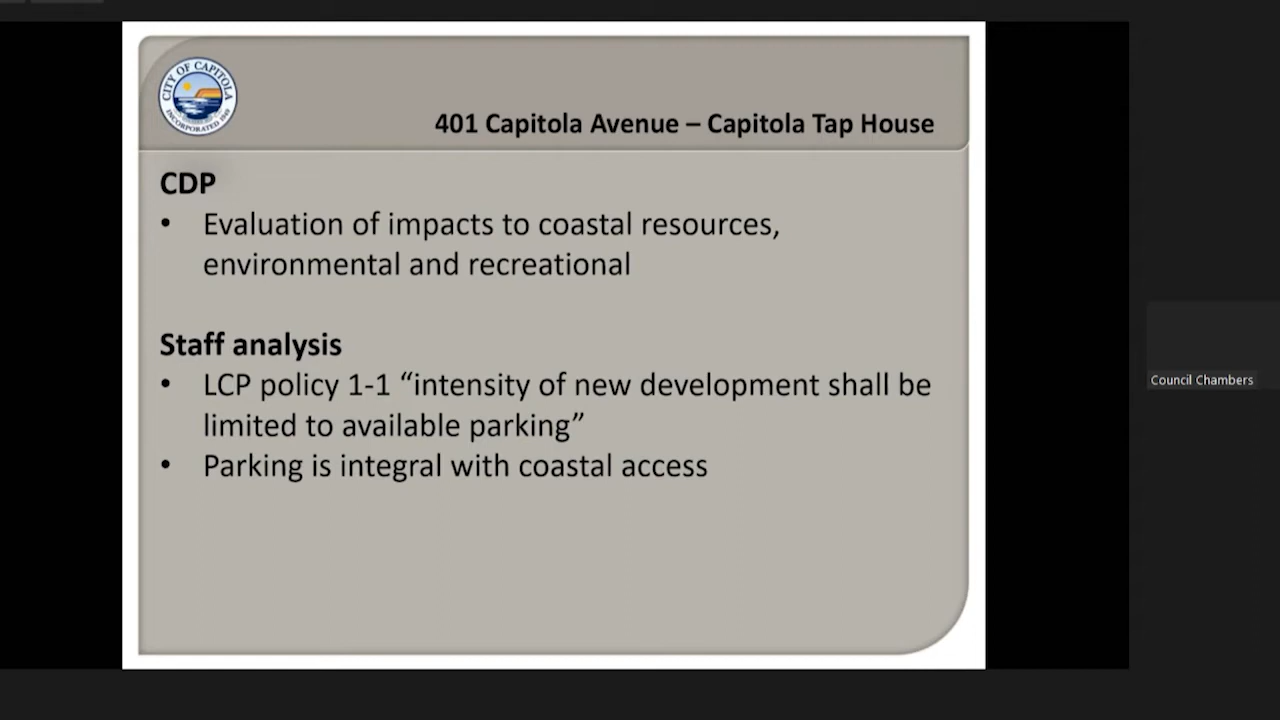 CITY OF CAPITOLA
INCORPORATED 1949
401 Capitola Avenue – Capitola Tap House
CDP
• Evaluation of impacts to coastal resources,
environmental and recreational
Staff analysis
• LCP policy 1-1 “intensity of new development shall be
limited to available parking”
• Parking is integral with coastal access
Council Chambers